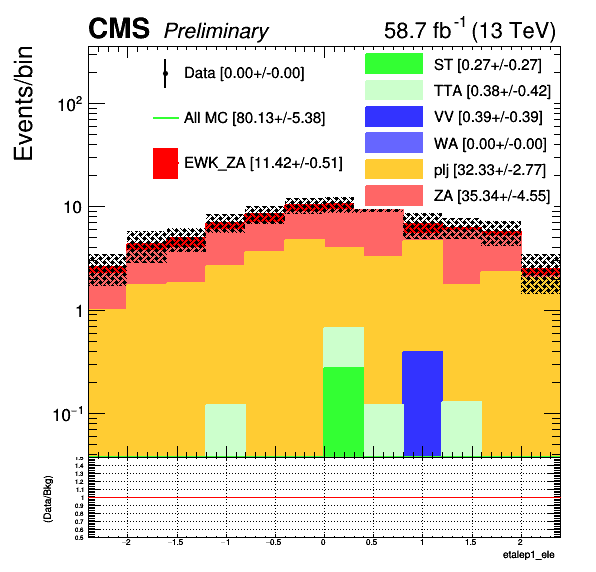 CMS Preliminary 58.7 fb⁻¹ (13 TeV)
Events/bin
Data [0.00+/-0.00]
All MC [80.13+/-5.38]
EWK_ZA [11.42+/-0.51]
ST [0.27+/-0.27]
TTA [0.38+/-0.42]
VV [0.39+/-0.39]
WA [0.00+/-0.00]
plj [32.33+/-2.77]
ZA [35.34+/-4.55]
10²
10
1
10⁻¹
(Data/Bkg)
1.5
1.4
1.3
1.2
1.1
1
0.9
0.8
0.7
0.6
0.5
−2 −1.5 −1 −0.5 0 0.5 1 1.5 2
etalep1_ele